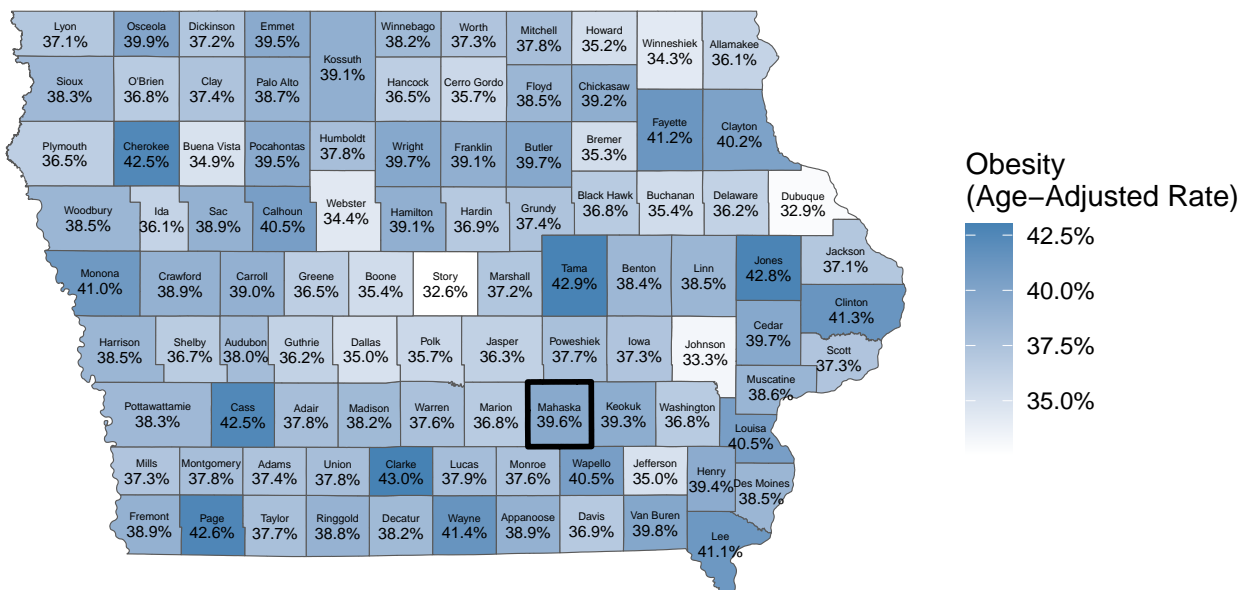 Lyon
37.1%
Osceola
39.9%
Dickinson
37.2%
Emmet
39.5%
Kossuth
39.1%
Winnebago
38.2%
Worth
37.3%
Mitchell
37.8%
Howard
35.2%
Winneshiek
34.3%
Allamakee
36.1%
Sioux
38.3%
O'Brien
36.8%
Clay
37.4%
Palo Alto
38.7%
Hancock
36.5%
Cerro Gordo
35.7%
Floyd
38.5%
Chickasaw
39.2%
Fayette
41.2%
Clayton
40.2%
Plymouth
36.5%
Cherokee
42.5%
Buena Vista
34.9%
Pocahontas
39.5%
Humboldt
37.8%
Wright
39.7%
Franklin
39.1%
Butler
39.7%
Bremer
35.3%
Woodbury
38.5%
Ida
36.1%
Sac
38.9%
Calhoun
40.5%
Webster
34.4%
Hamilton
39.1%
Hardin
36.9%
Grundy
37.4%
Black Hawk
36.8%
Buchanan
35.4%
Delaware
36.2%
Dubuque
32.9%
Monona
41.0%
Crawford
38.9%
Carroll
39.0%
Greene
36.5%
Boone
35.4%
Story
32.6%
Marshall
37.2%
Tama
42.9%
Benton
38.4%
Linn
38.5%
Jones
42.8%
Jackson
37.1%
Clinton
41.3%
Harrison
38.5%
Shelby
36.7%
Audubon
38.0%
Guthrie
36.2%
Dallas
35.0%
Polk
35.7%
Jasper
36.3%
Poweshiek
37.7%
Iowa
37.3%
Johnson
33.3%
Cedar
39.7%
Scott
37.3%
Muscatine
38.6%
Pottawattamie
38.3%
Cass
42.5%
Adair
37.8%
Madison
38.2%
Warren
37.6%
Marion
36.8%
Mahaska
39.6%
Keokuk
39.3%
Washington
36.8%
Louisa
40.5%
Mills
37.3%
Montgomery
37.8%
Adams
37.4%
Union
37.8%
Clarke
43.0%
Lucas
37.9%
Monroe
37.6%
Wapello
40.5%
Jefferson
35.0%
Henry
39.4%
Des Moines
38.5%
Fremont
38.9%
Page
42.6%
Taylor
37.7%
Ringgold
38.8%
Decatur
38.2%
Wayne
41.4%
Appanoose
38.9%
Davis
36.9%
Van Buren
39.8%
Lee
41.1%
Obesity
(Age−Adjusted Rate)
42.5%
40.0%
37.5%
35.0%